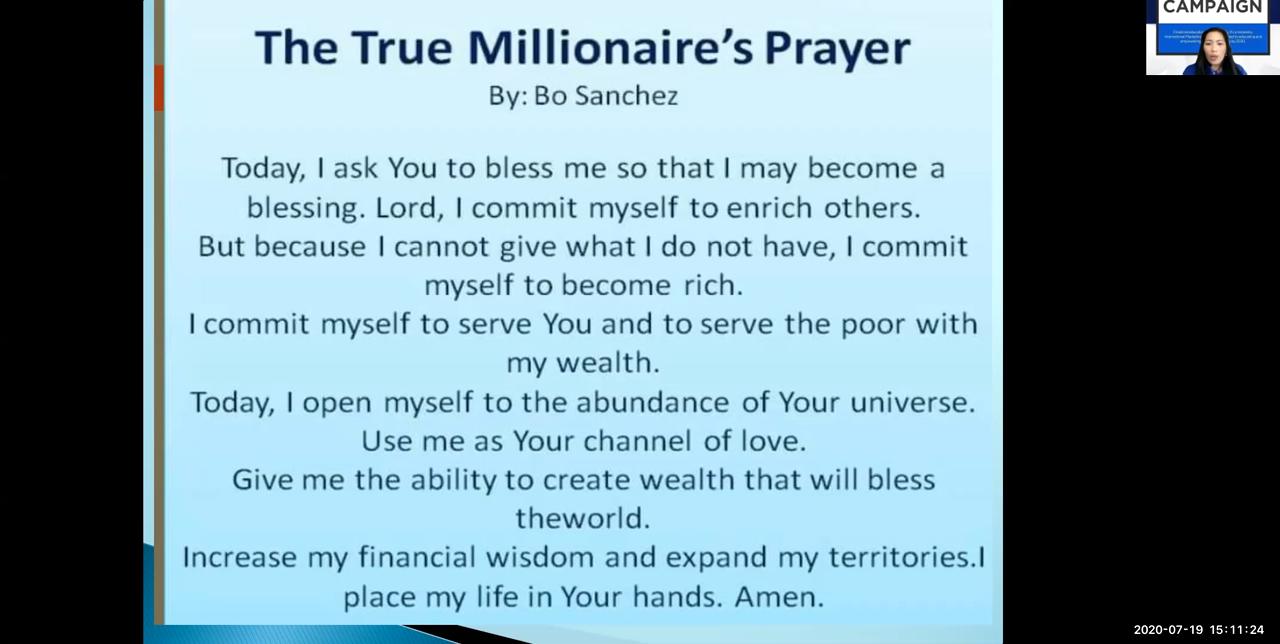 CAMPAIGN
The True Millionaire's Prayer
By: Bo Sanchez
Today, I ask You to bless me so that I may become a
blessing. Lord, I commit myself to enrich others.
But because I cannot give what I do not have, I commit
myself to become rich.
I commit myself to serve You and to serve the poor with
my wealth.
Today, I open myself to the abundance of Your universe.
Use me as Your channel of love.
Give me the ability to create wealth that will bless
theworld.
Increase my financial wisdom and expand my territories.I
place my life in Your hands. Amen.
2020-07-19 15:11:24